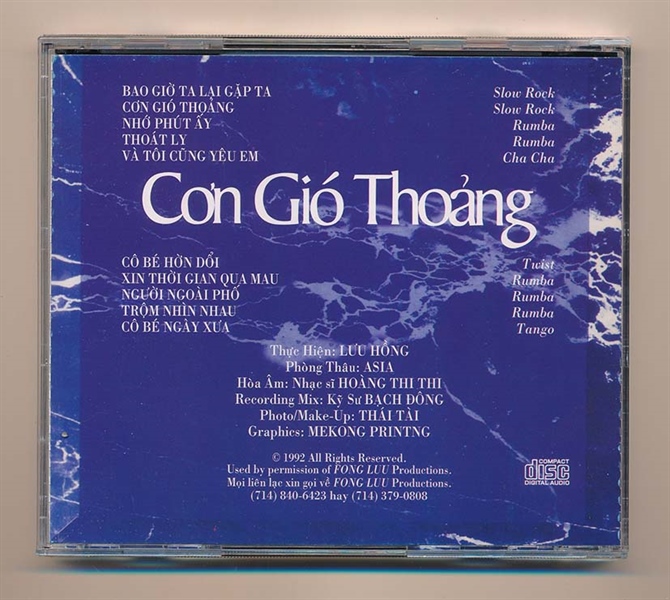 BAO GIỜ TA LẠI GẶP TA Slow Rock
CƠN GIÓ THOẢNG Slow Rock
NHỚ PHÚT ẤY Rumba
THOÁT LY Rumba
VÀ TÔI CŨNG YÊU EM Cha Cha
Cơn Gió Thoảng
CÔ BÉ HỜN DỖI Twist
XIN THỜI GIAN QUA MAU Rumba
NGƯỜI NGOÀI PHỐ Rumba
TRỘM NHÌN NHAU Rumba
CÔ BÉ NGÀY XƯA Tango
Thực Hiện: LƯU HỒNG
Phòng Thâu: ASIA
Hòa Âm: Nhạc sĩ HOÀNG THI THI
Recording Mix: Kỹ Sư BẠCH ĐÔNG
Photo/Make-Up: THÁI TÀI
Graphics: MEKONG PRINTNG
© 1992 All Rights Reserved.
Used by permission of FONG LUU Productions.
Mọi liên lạc xin gọi về FONG LUU Productions.
(714) 840-6423 hay (714) 379-0808
COMPACT
disc
DIGITAL AUDIO